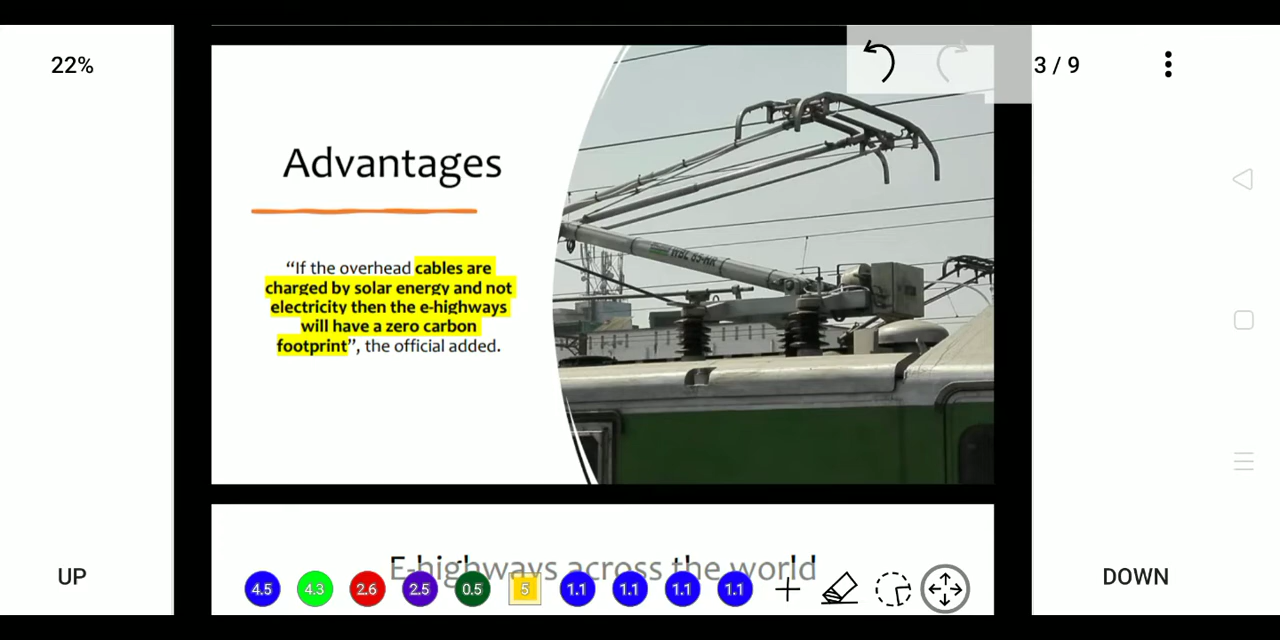 22%
3 / 9
Advantages
“If the overhead cables are
charged by solar energy and not
electricity then the e-highways
will have a zero carbon
footprint”, the official added.
E-highways across the world
4.5 4.3 2.6 2.5 0.5 5 1.1 1.1 1.1 1.1
UP
DOWN